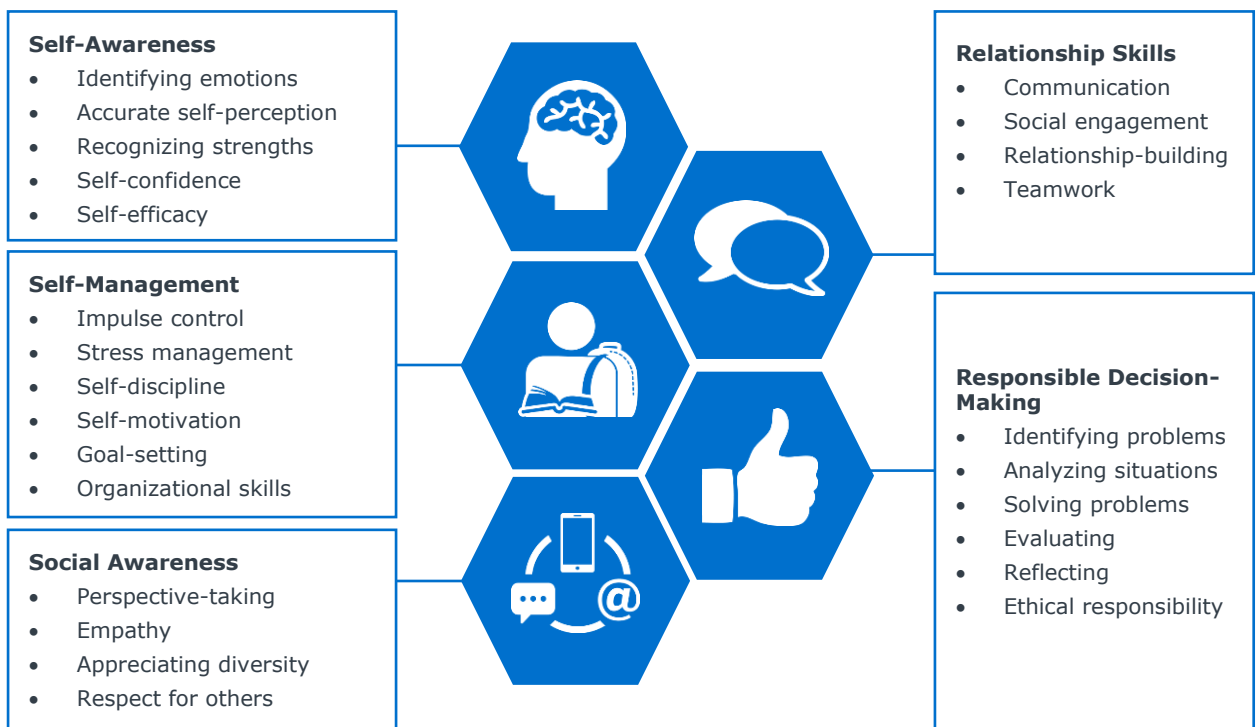 Self-Awareness
• Identifying emotions
• Accurate self-perception
• Recognizing strengths
• Self-confidence
• Self-efficacy
Self-Management
• Impulse control
• Stress management
• Self-discipline
• Self-motivation
• Goal-setting
• Organizational skills
Social Awareness
• Perspective-taking
• Empathy
• Appreciating diversity
• Respect for others
@
Relationship Skills
• Communication
• Social engagement
• Relationship-building
• Teamwork
Responsible Decision-
Making
• Identifying problems
• Analyzing situations
• Solving problems
• Evaluating
• Reflecting
• Ethical responsibility